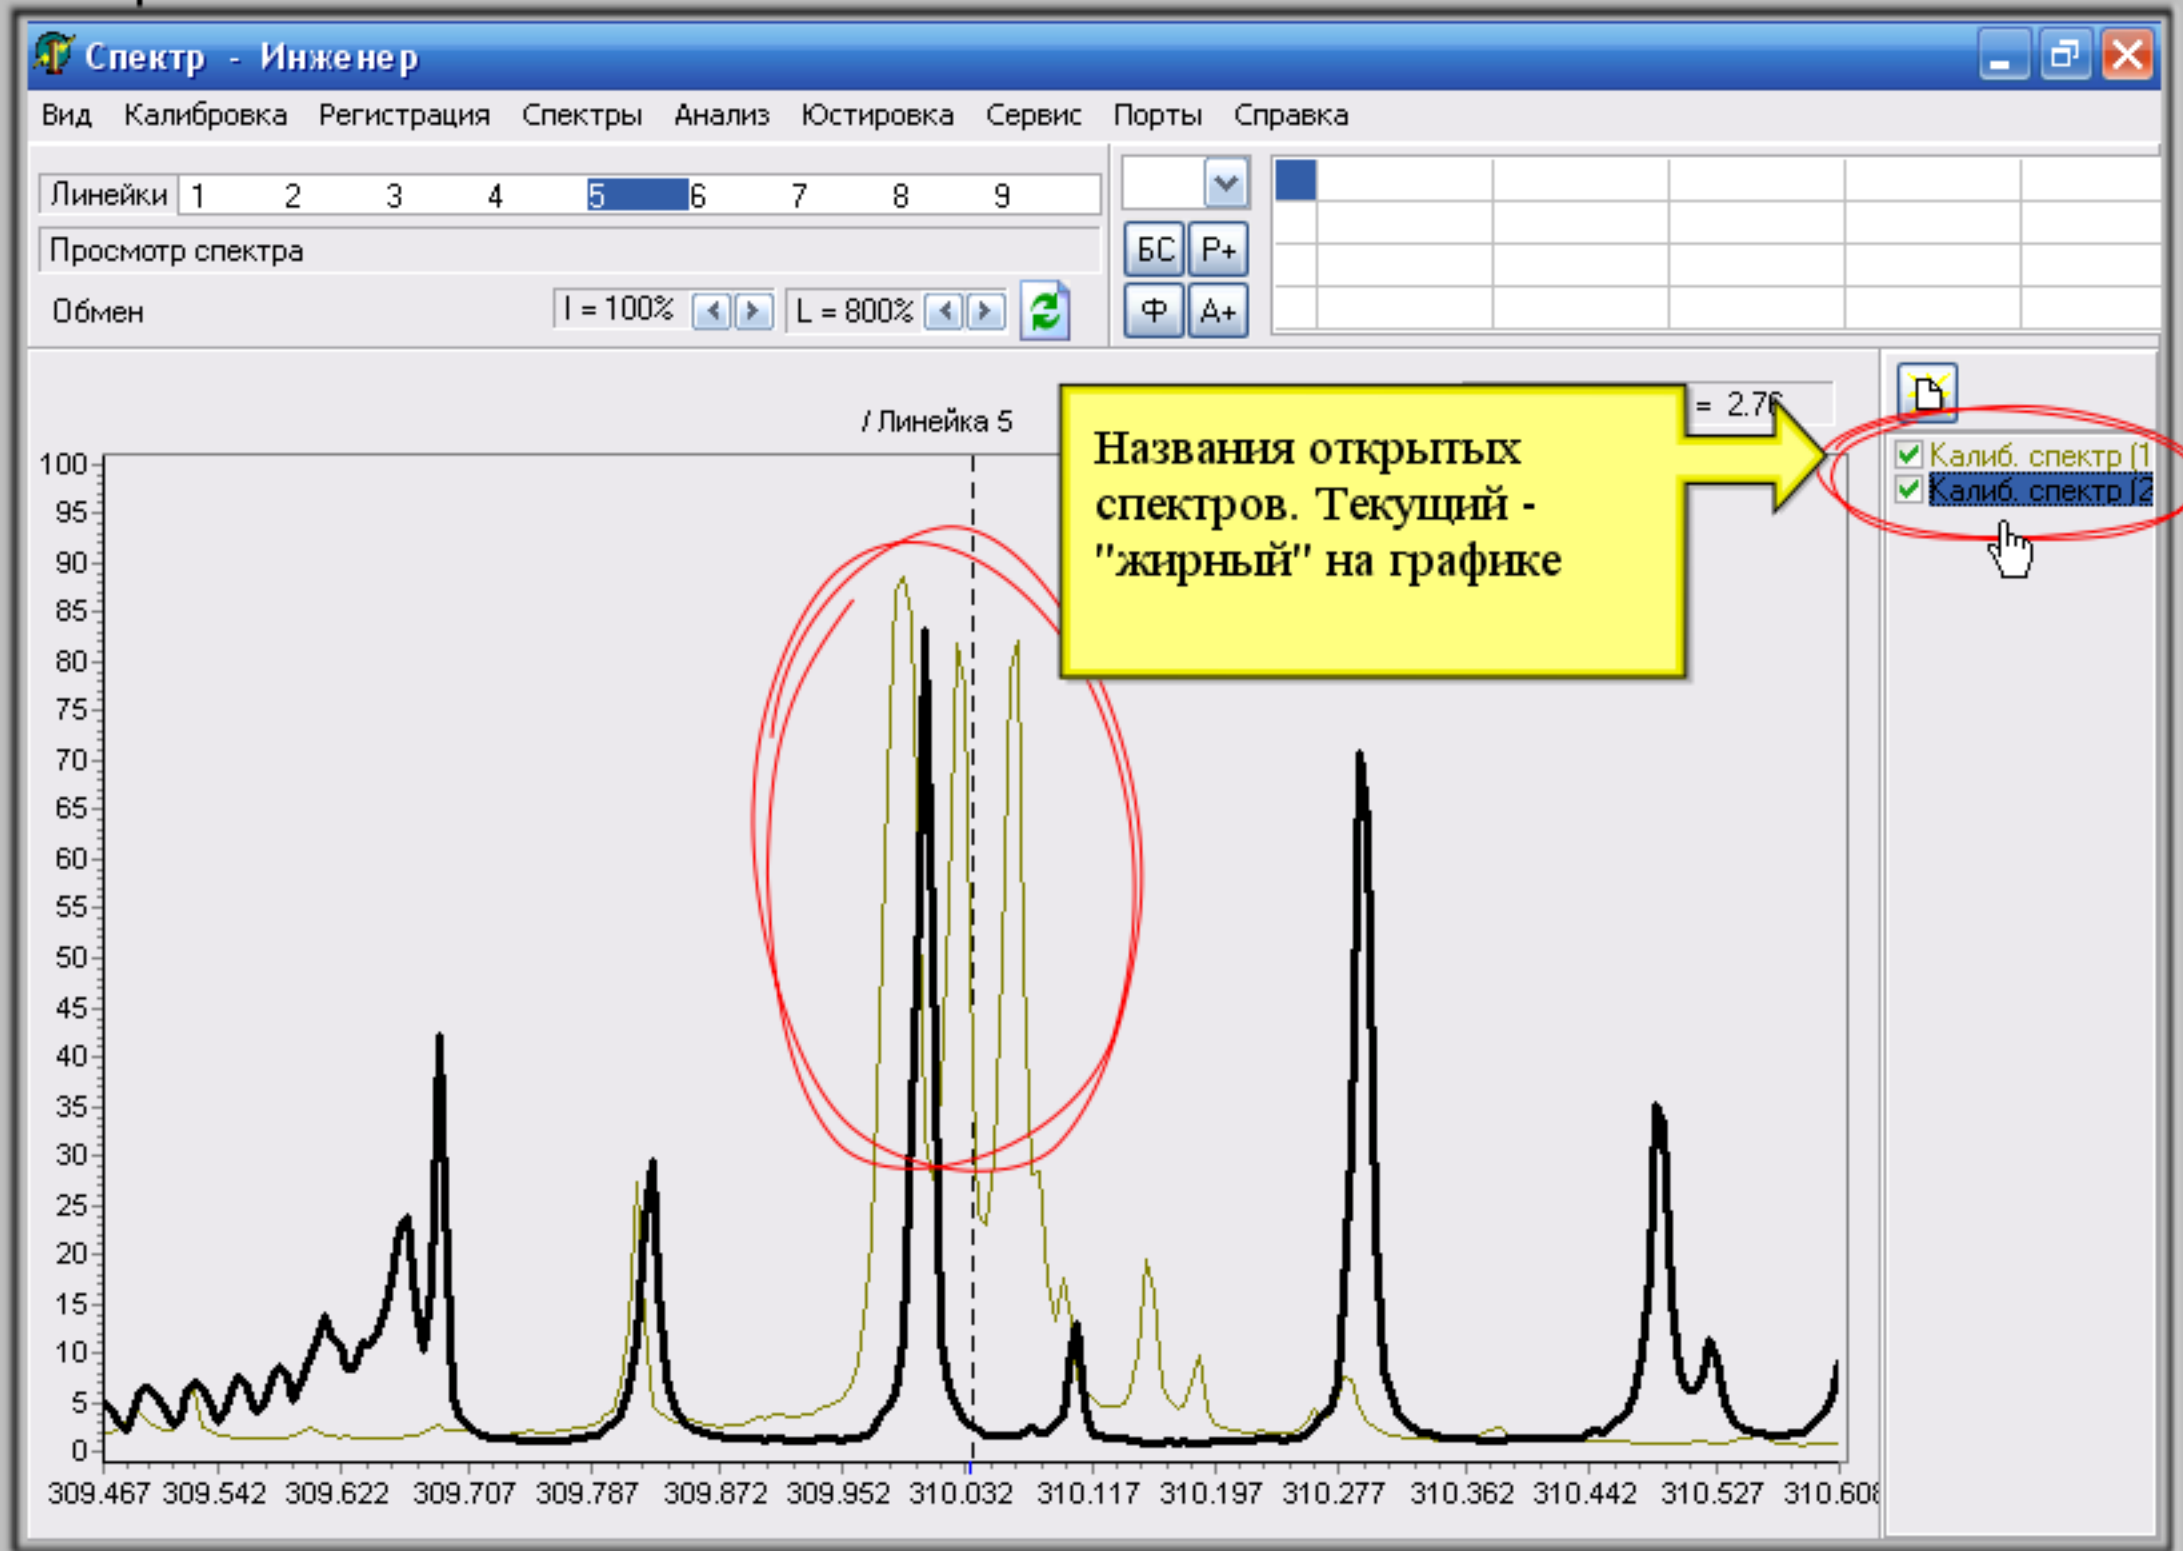 Спектр - Инженер
Вид Калибровка Регистрация Спектры Анализ Юстировка Сервис Порты Справка
Линейки 1 2 3 4 5 6 7 8 9
Просмотр спектра
БС Р+
Обмен I = 100% L = 800% Ф А+
/ Линейка 5
= 2.76
Названия открытых
спектров. Текущий -
"жирный" на графике
Калиб. спектр (1
Калиб. спектр (2
100
95
90
85
80
75
70
65
60
55
50
45
40
35
30
25
20
15
10
5
0
309.467 309.542 309.622 309.707 309.787 309.872 309.952 310.032 310.117 310.197 310.277 310.362 310.442 310.527 310.608